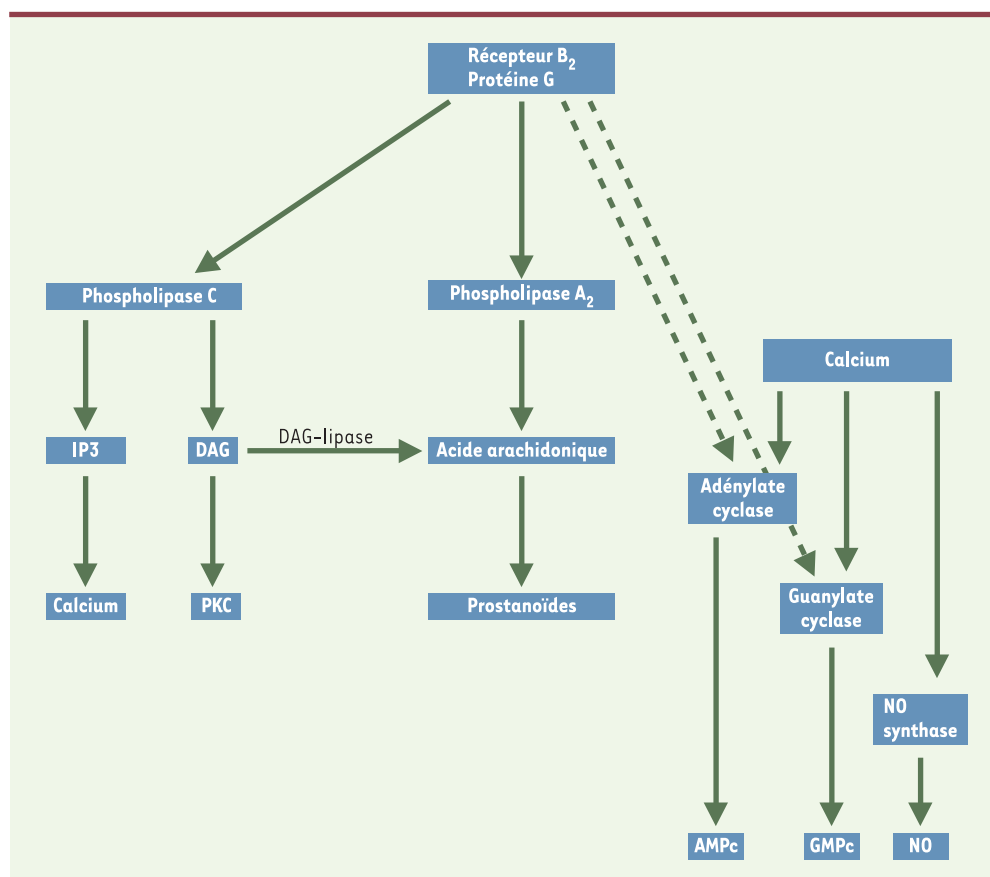 Récepteur B₂
Protéine G
Phospholipase C
Phospholipase A₂
Calcium
IP3
DAG
DAG-lipase
Acide arachidonique
Adénylate
cyclase
Calcium
PKC
Prostanoïdes
Guanylate
cyclase
NO
synthase
AMPc
GMPc
NO